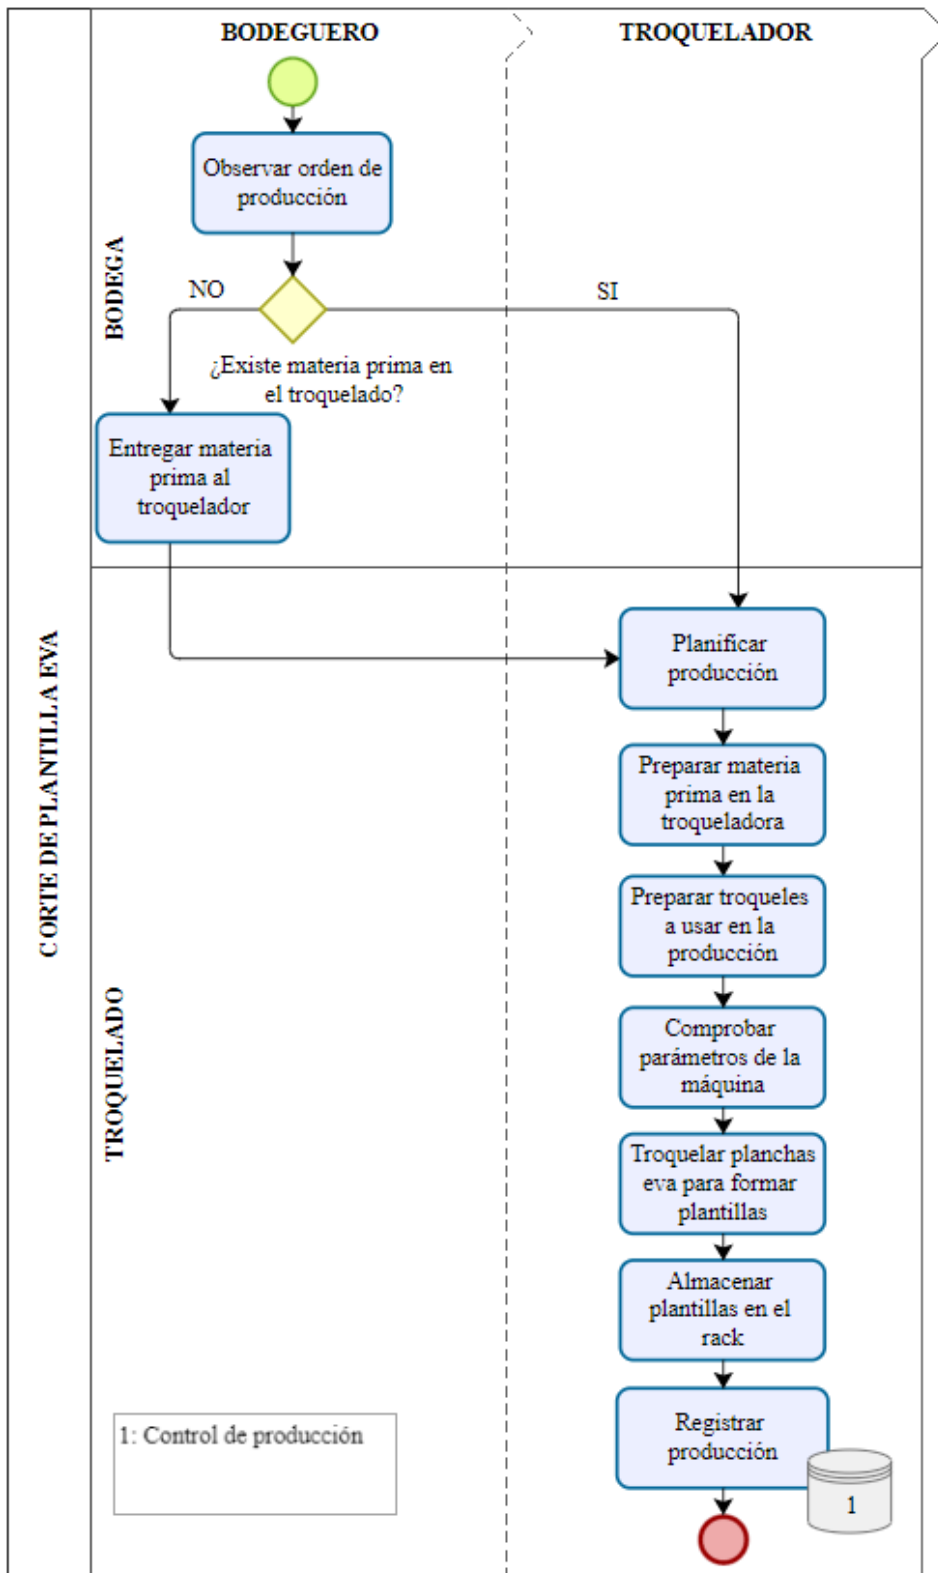 BODEGUERO
TROQUELADOR
Observar orden de
producción
BODEGA
NO
SI
¿Existe materia prima en
el troquelado?
Entregar materia
prima al
troquelador
CORTE DE PLANTILLA EVA
TROQUELADO
Planificar
producción
Preparar materia
prima en la
troqueladora
Preparar troqueles
a usar en la
producción
Comprobar
parámetros de la
máquina
Troquelar planchas
eva para formar
plantillas
Almacenar
plantillas en el
rack
Registrar
producción
1
1: Control de producción